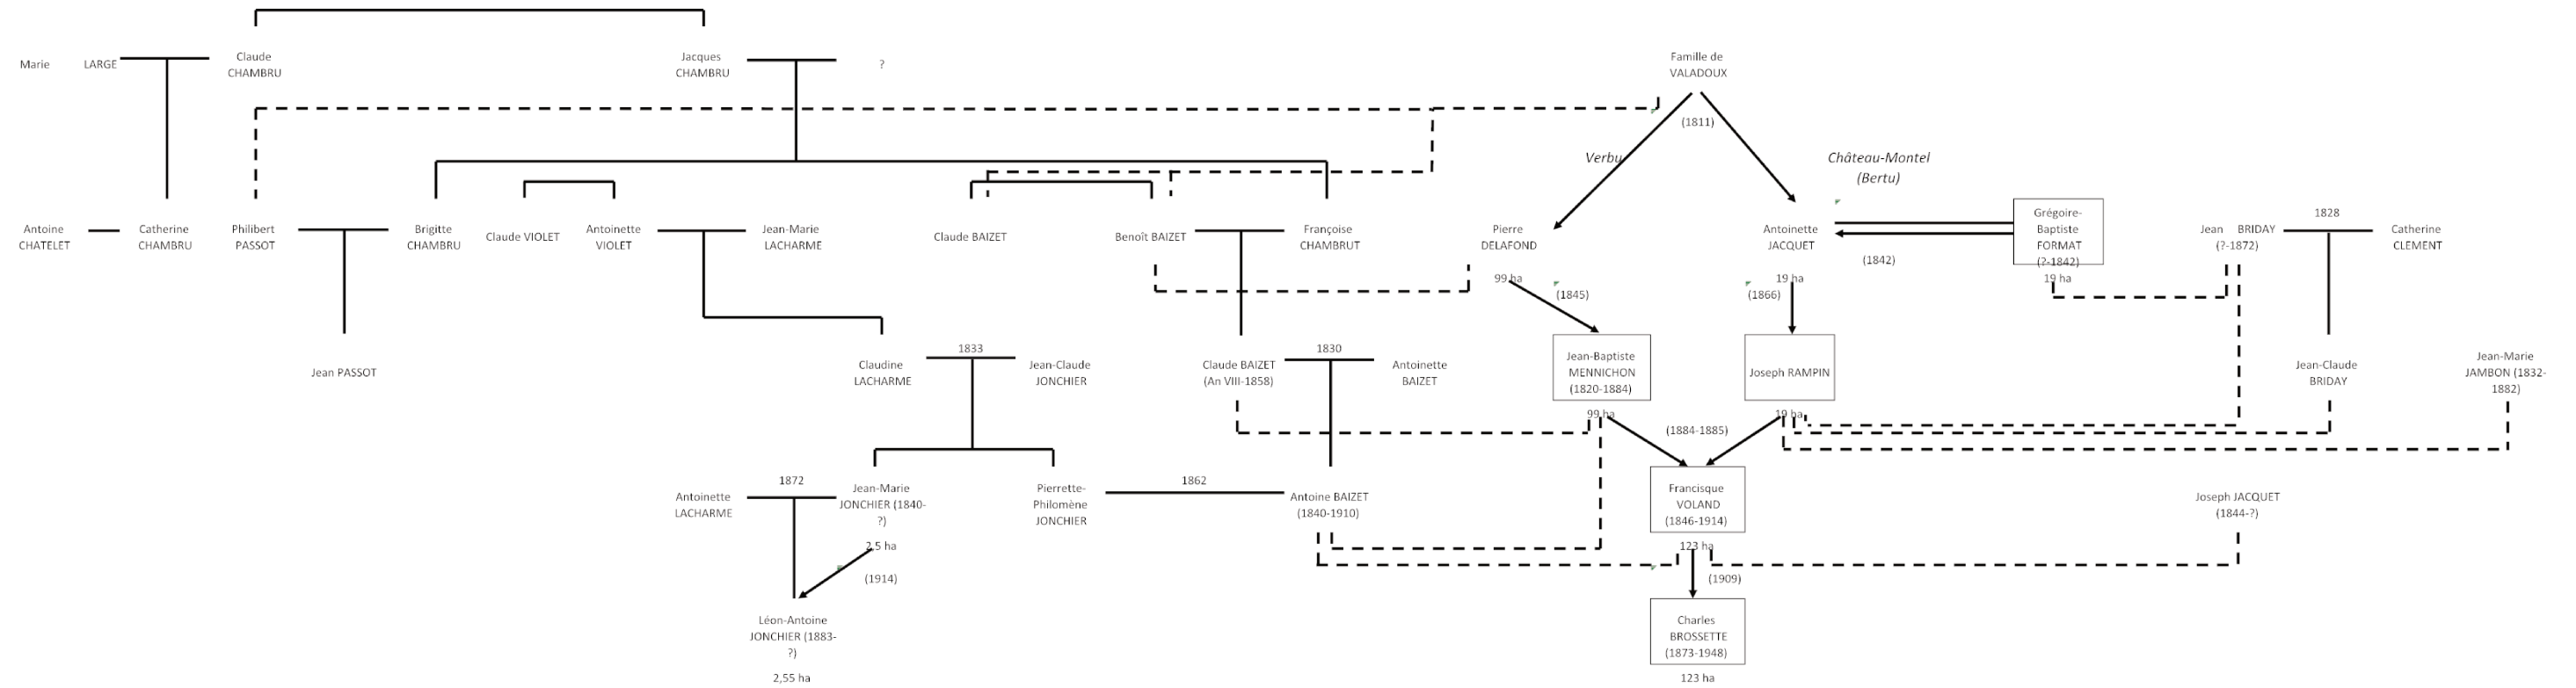 Marie LARGE
Claude
CHAMBRU
Jacques
CHAMBRU
?
Famille de
VALADOUX
(1811)
Verbu
Château-Montel
(Bertu)
Antoine
CHATELET
Catherine
CHAMBRU
Philibert
PASSOT
Brigitte
CHAMBRU
Claude VIOLET
Antoinette
VIOLET
Jean-Marie
LACHARME
Claude BAIZET
Benoît BAIZET
Françoise
CHAMBRUT
Pierre
DELAFOND
99 ha
Antoinette
JACQUET
19 ha
(1842)
Grégoire-
Baptiste
FORMAT
(?-1842)
19 ha
Jean BRIDAY
(?-1872)
1828
Catherine
CLEMENT
(1845)
(1866)
Jean PASSOT
Claudine
LACHARME
1833
Jean-Claude
JONCHIER
Claude BAIZET
(An VIII-1858)
1830
Antoinette
BAIZET
Jean-Baptiste
MENNICHON
(1820-1884)
99 ha
Joseph RAMPIN
19 ha
Jean-Claude
BRIDAY
Jean-Marie
JAMBON (1832-
1882)
(1884-1885)
Antoinette
LACHARME
1872
Jean-Marie
JONCHIER (1840-
?)
2,5 ha
Pierrette-
Philomène
JONCHIER
1862
Antoine BAIZET
(1840-1910)
Francisque
VOLAND
(1846-1914)
123 ha
Joseph JACQUET
(1844-?)
(1914)
(1909)
Léon-Antoine
JONCHIER (1883-
?)
2,55 ha
Charles
BROSSETTE
(1873-1948)
123 ha